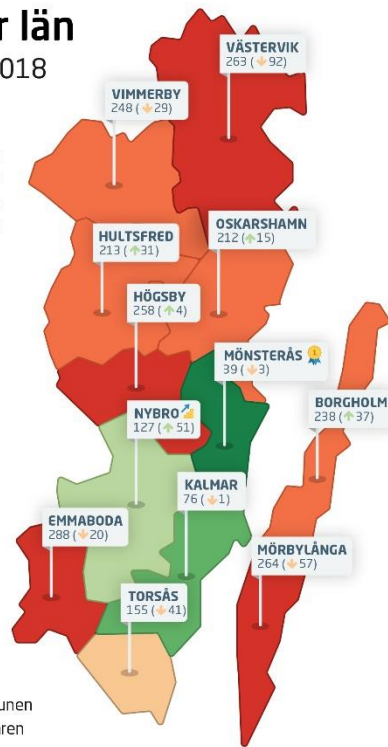 r län
2018
VÄSTERVIK
263 (↓92)
VIMMERBY
248 (↓29)
HULTSFRED
213 (↑31)
OSKARSHAMN
212 (↑15)
HÖGSBY
258 (↑4)
MÖNSTERÅS
39 (↓3)
NYBRO
127 (↑51)
BORGHOLM
238 (↑37)
KALMAR
76 (↓1)
EMMABODA
288 (↓20)
MÖRBYLÅNGA
264 (↓57)
TORSÅS
155 (↓41)
unen
aren